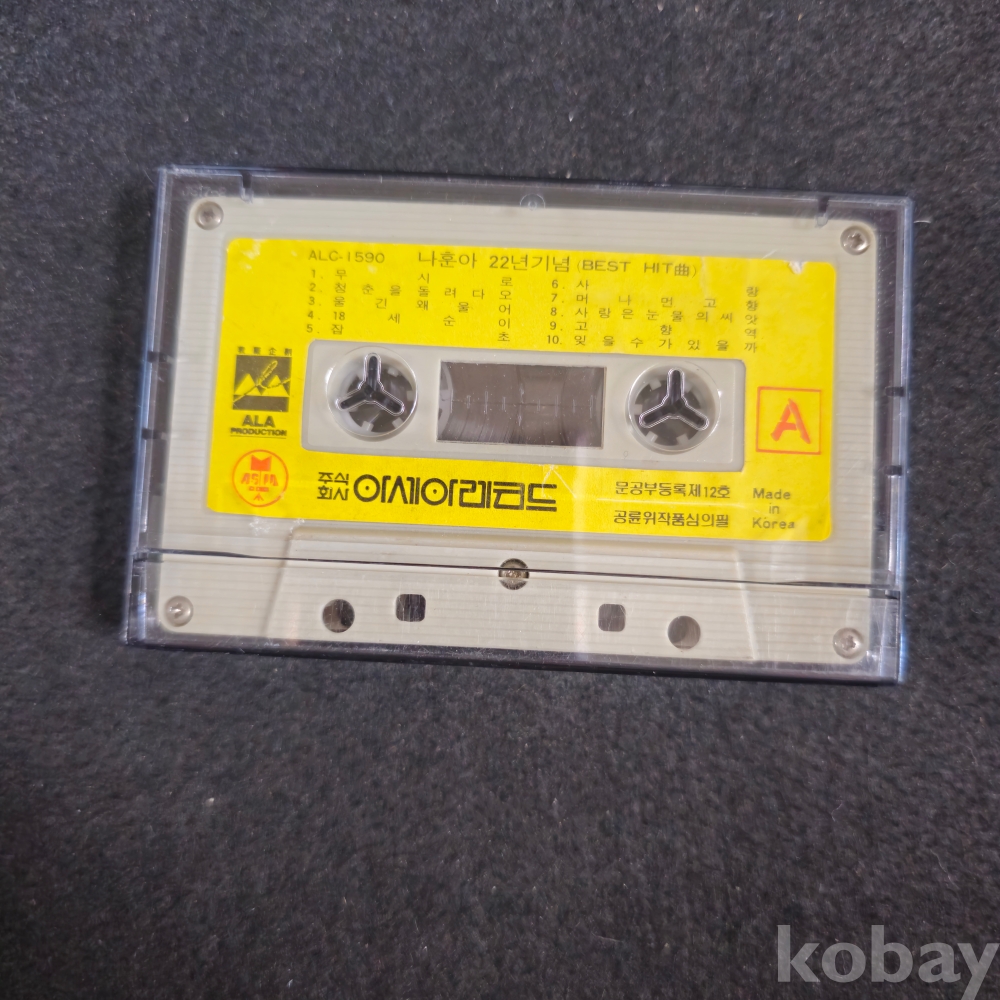 ALC-1590 나훈아 22년기념 (BEST HIT曲)
1. 무시로
2. 청춘을돌려다오
3. 울긴왜울어
4. 18세순이
5. 잡초
6. 사랑
7. 머나먼고향
8. 사랑은눈물의씨앗
9. 고향역
10. 잊을수가있을까
ALA
PRODUCTION
A
주식회사 아세아레코드
문공부등록제12호
공륜위작품심의필
Made
in
Korea
kobay